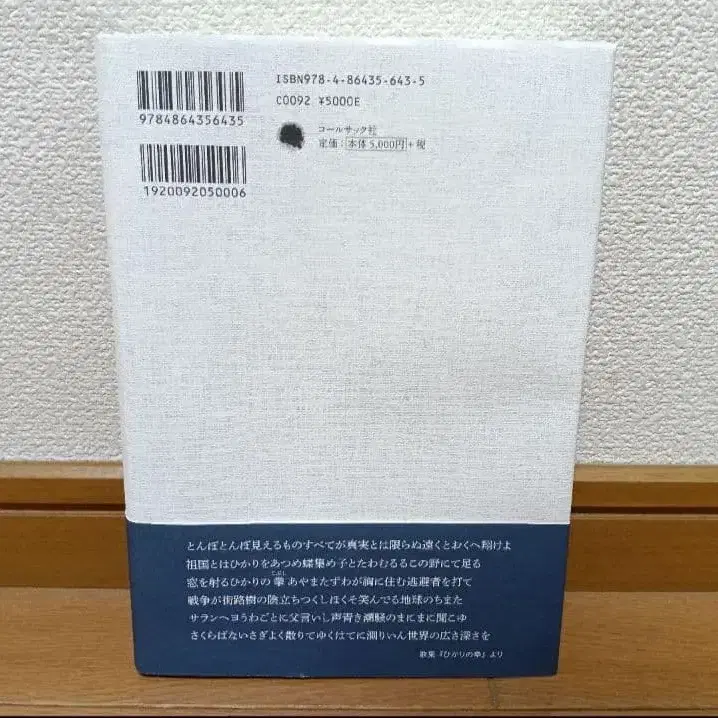 ISBN978-4-86435-643-5
C0092 ¥5000E
9784864356435
コールサック社
定価：本体 5,000円+税
1920092050006
とんぼとんぼ見えるものすべてが真実とは限らぬ遠くとおくへ翔けよ
祖国とはひかりをあつめ蝶集め子とたわむるるこの野にて足る
こぶし
窓を射るひかりの拳あやまたずわが胸に住む逃避者を打て
戦争が街路樹の陰立ちつくしほくそ笑んでる地球のちまた
サランヘヨうわごとに父言いし声青き潮騒のまにまに聞こゆ
さくらばないさぎよく散りてゆくはてに測りいん世界の広さ深さを
歌集『ひかりの拳』より